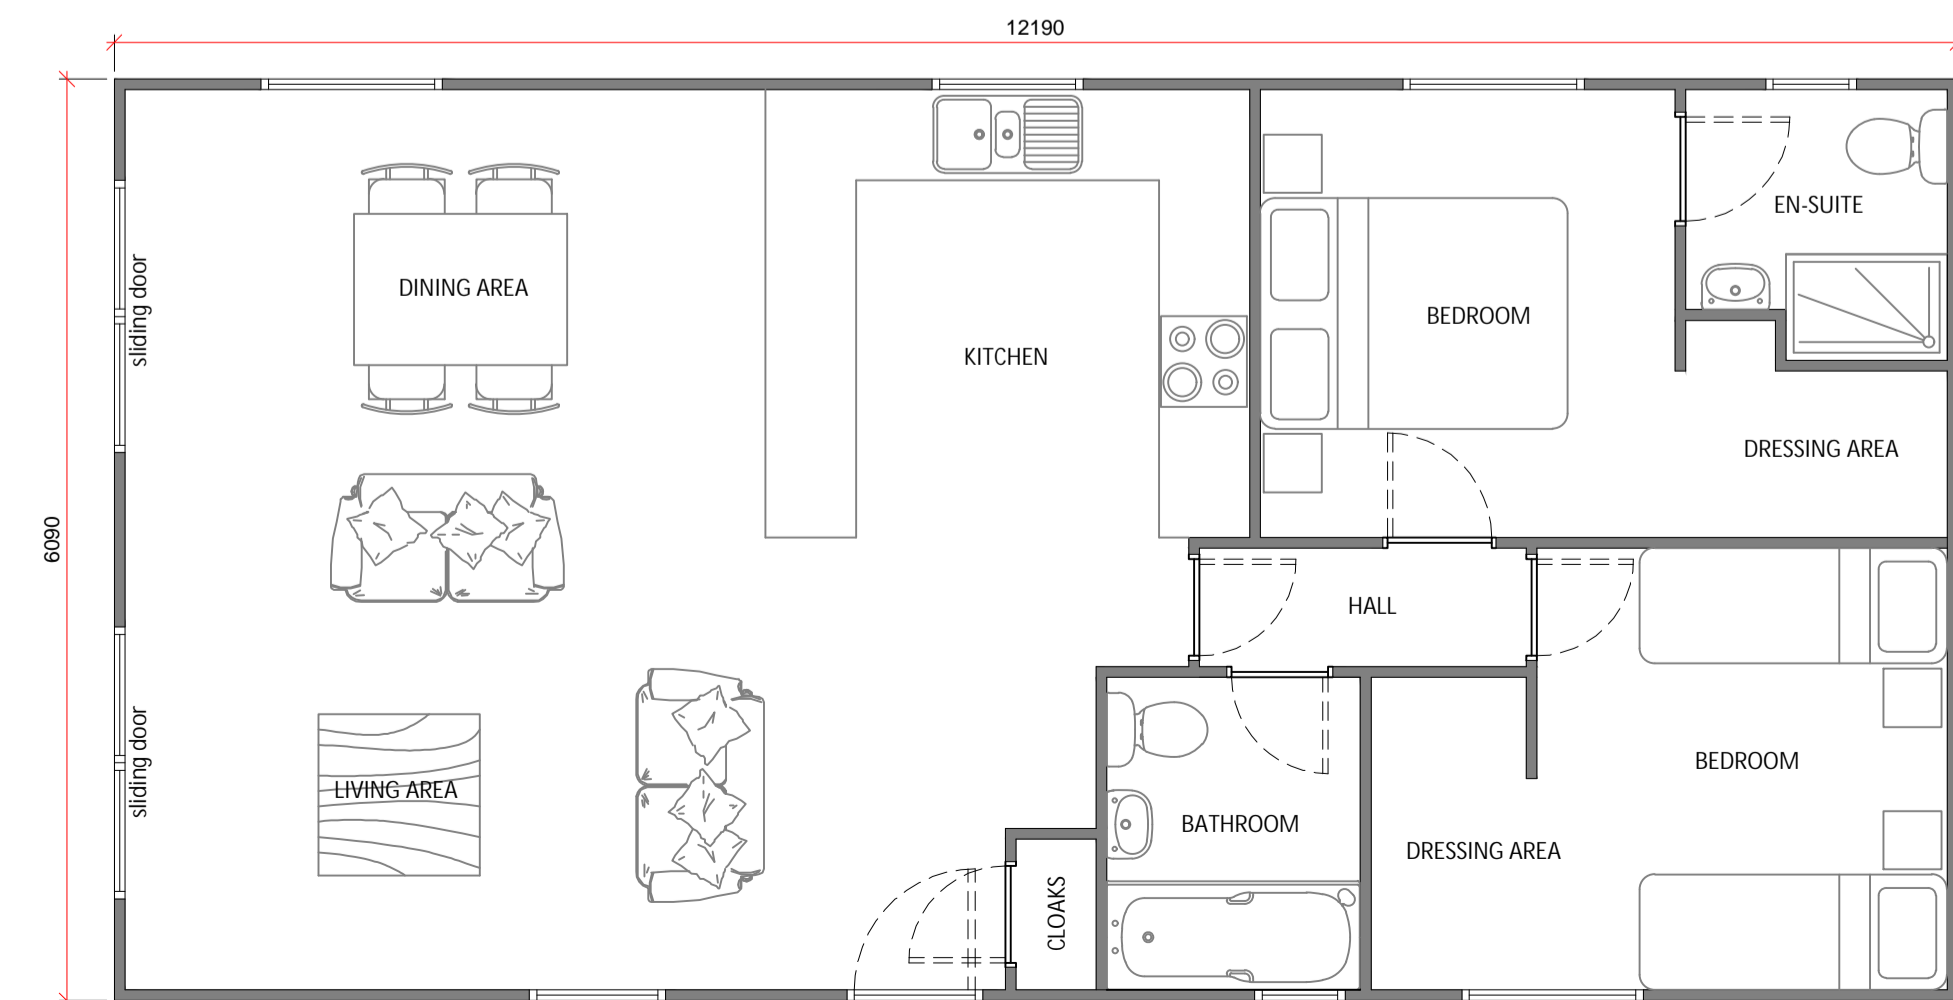 12190
6090
sliding door
DINING AREA
KITCHEN
BEDROOM
EN-SUITE
DRESSING AREA
HALL
sliding door
LIVING AREA
BATHROOM
BEDROOM
DRESSING AREA
CLOAKS